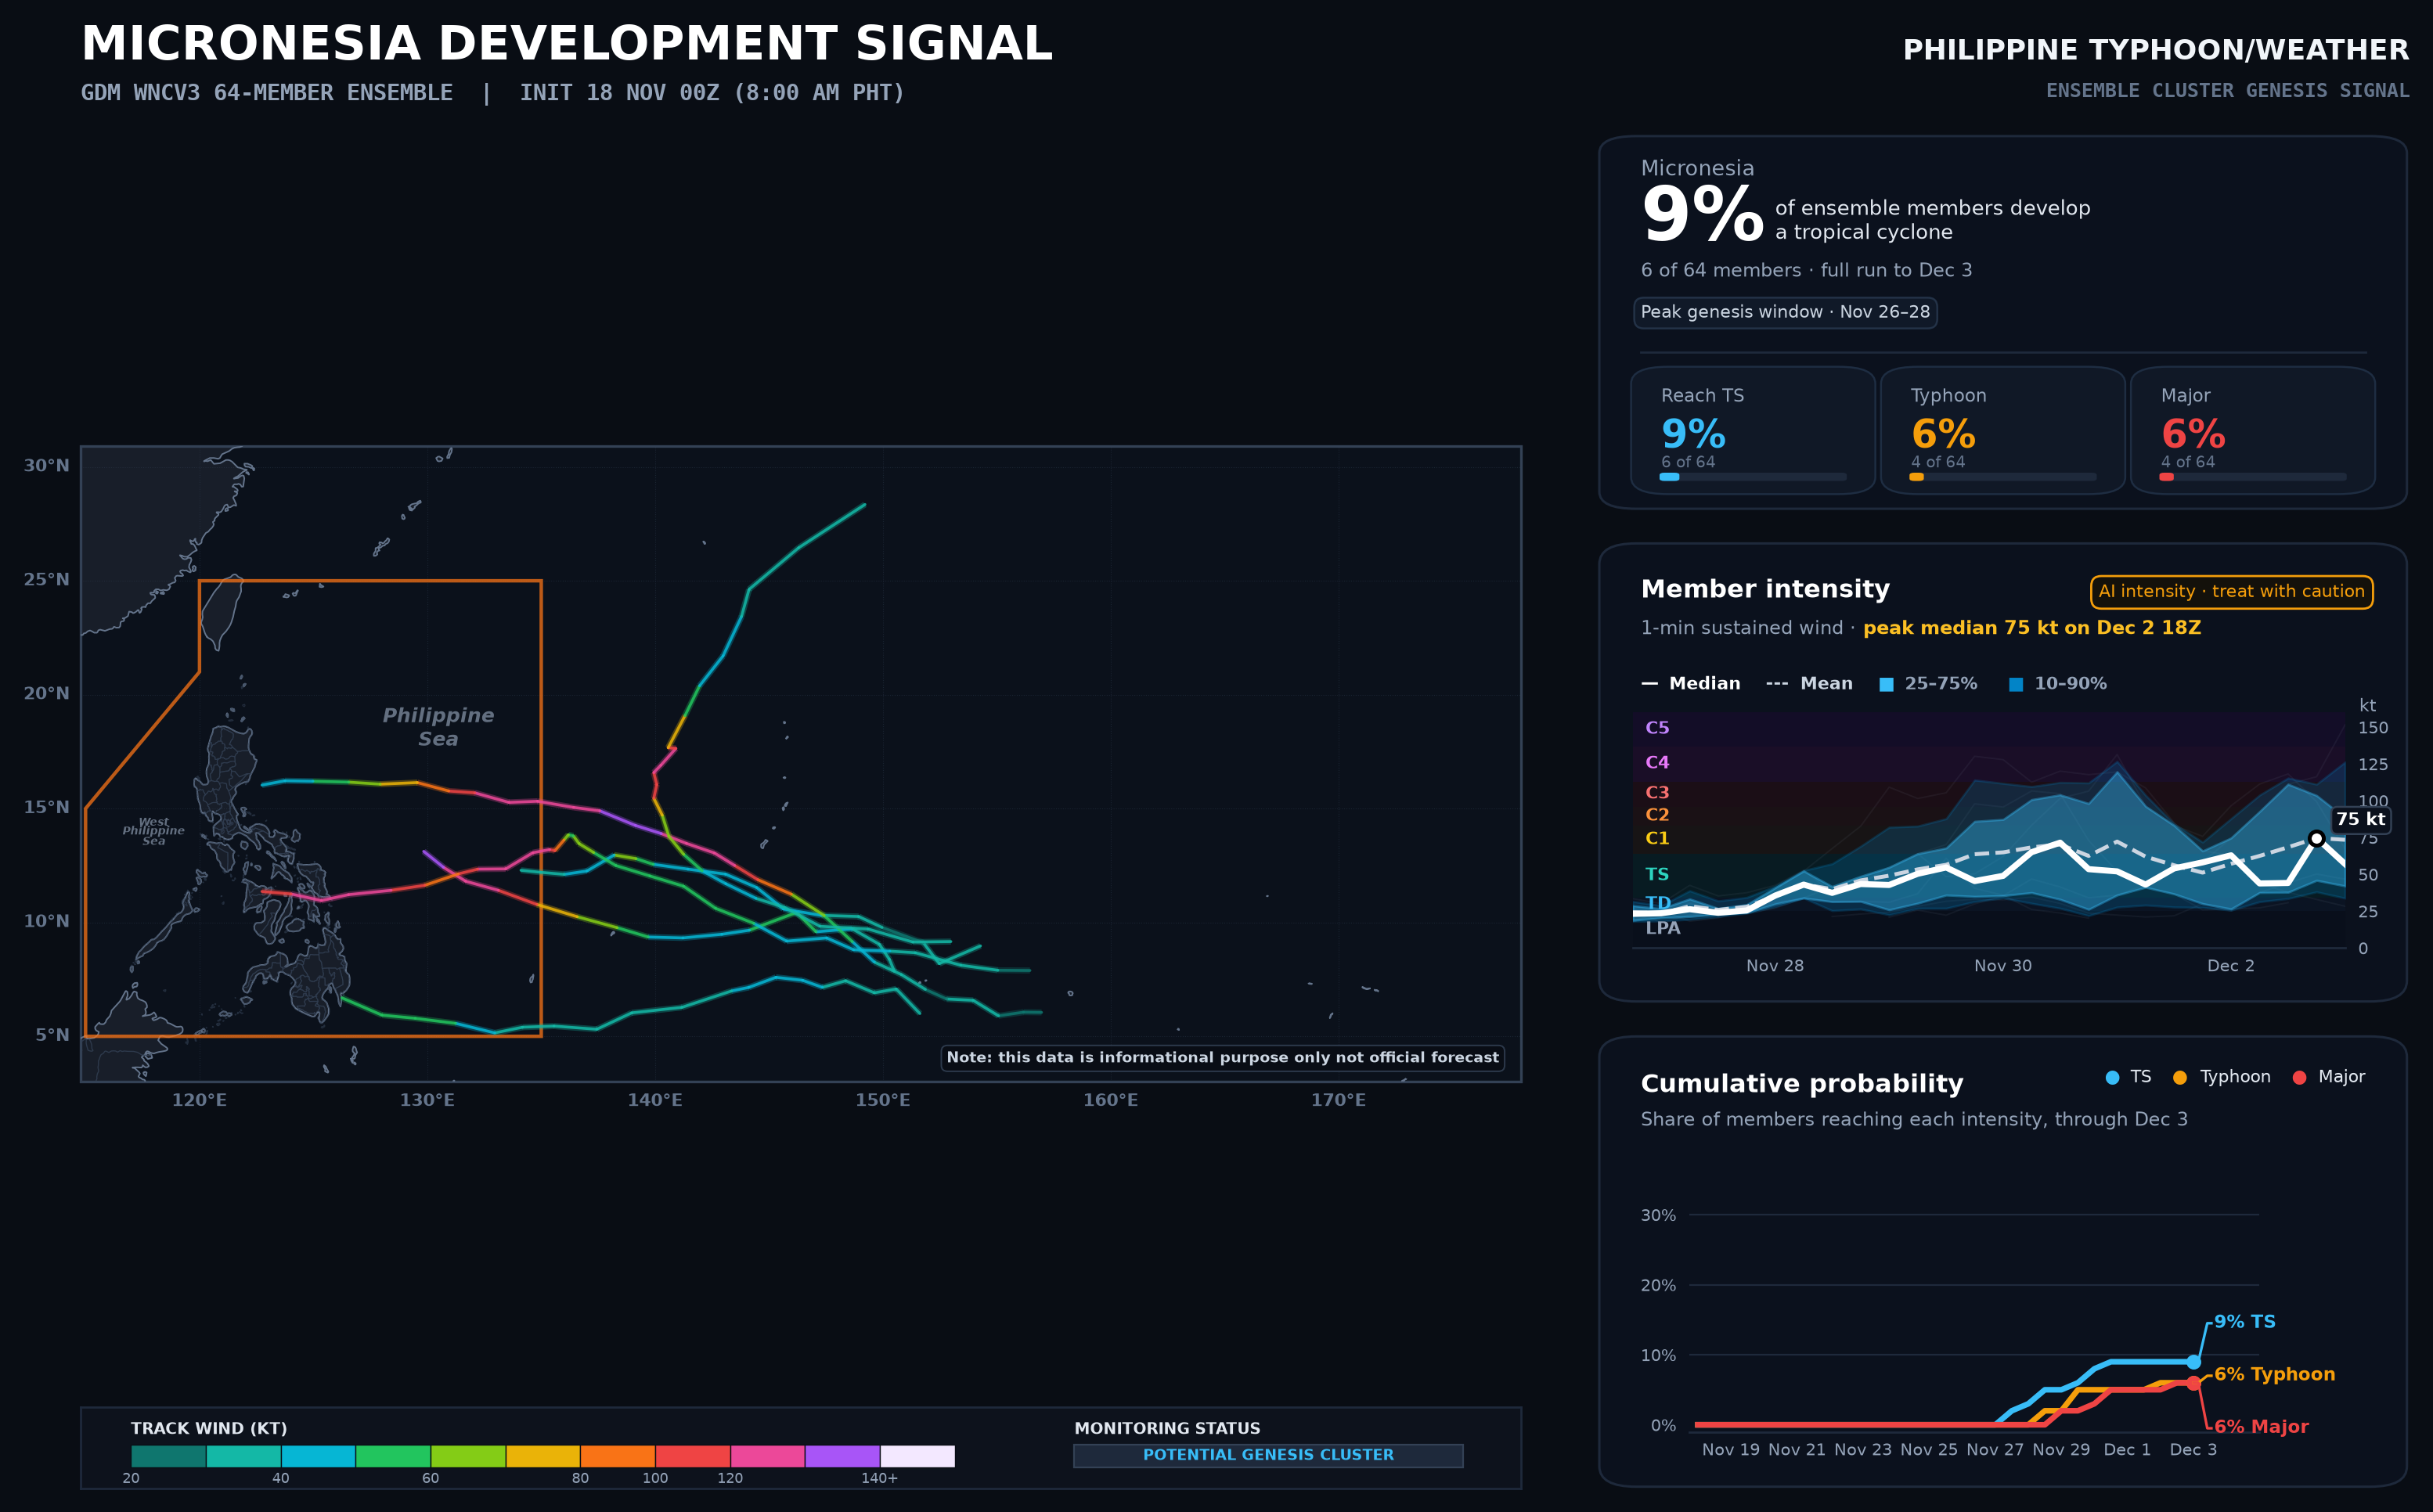 MICRONESIA DEVELOPMENT SIGNAL
GDM WNCV3 64-MEMBER ENSEMBLE | INIT 18 NOV 00Z (8:00 AM PHT)
PHILIPPINE TYPHOON/WEATHER
ENSEMBLE CLUSTER GENESIS SIGNAL
30°N
25°N
20°N
15°N
10°N
5°N
Philippine
Sea
West
Philippine
Sea
Note: this data is informational purpose only not official forecast
120°E 130°E 140°E 150°E 160°E 170°E
TRACK WIND (KT)
20 40 60 80 100 120 140+
MONITORING STATUS
POTENTIAL GENESIS CLUSTER
Micronesia
9% of ensemble members develop
a tropical cyclone
6 of 64 members · full run to Dec 3
Peak genesis window · Nov 26–28
Reach TS
9%
6 of 64
Typhoon
6%
4 of 64
Major
6%
4 of 64
Member intensity
AI intensity · treat with caution
1-min sustained wind · peak median 75 kt on Dec 2 18Z
Median Mean 25–75% 10–90%
kt
C5
C4
C3
C2
C1
TS
TD
LPA
150
125
100
75 kt
75
50
25
0
Nov 28 Nov 30 Dec 2
Cumulative probability
TS Typhoon Major
Share of members reaching each intensity, through Dec 3
30%
20%
10%
0%
9% TS
6% Typhoon
6% Major
Nov 19 Nov 21 Nov 23 Nov 25 Nov 27 Nov 29 Dec 1 Dec 3